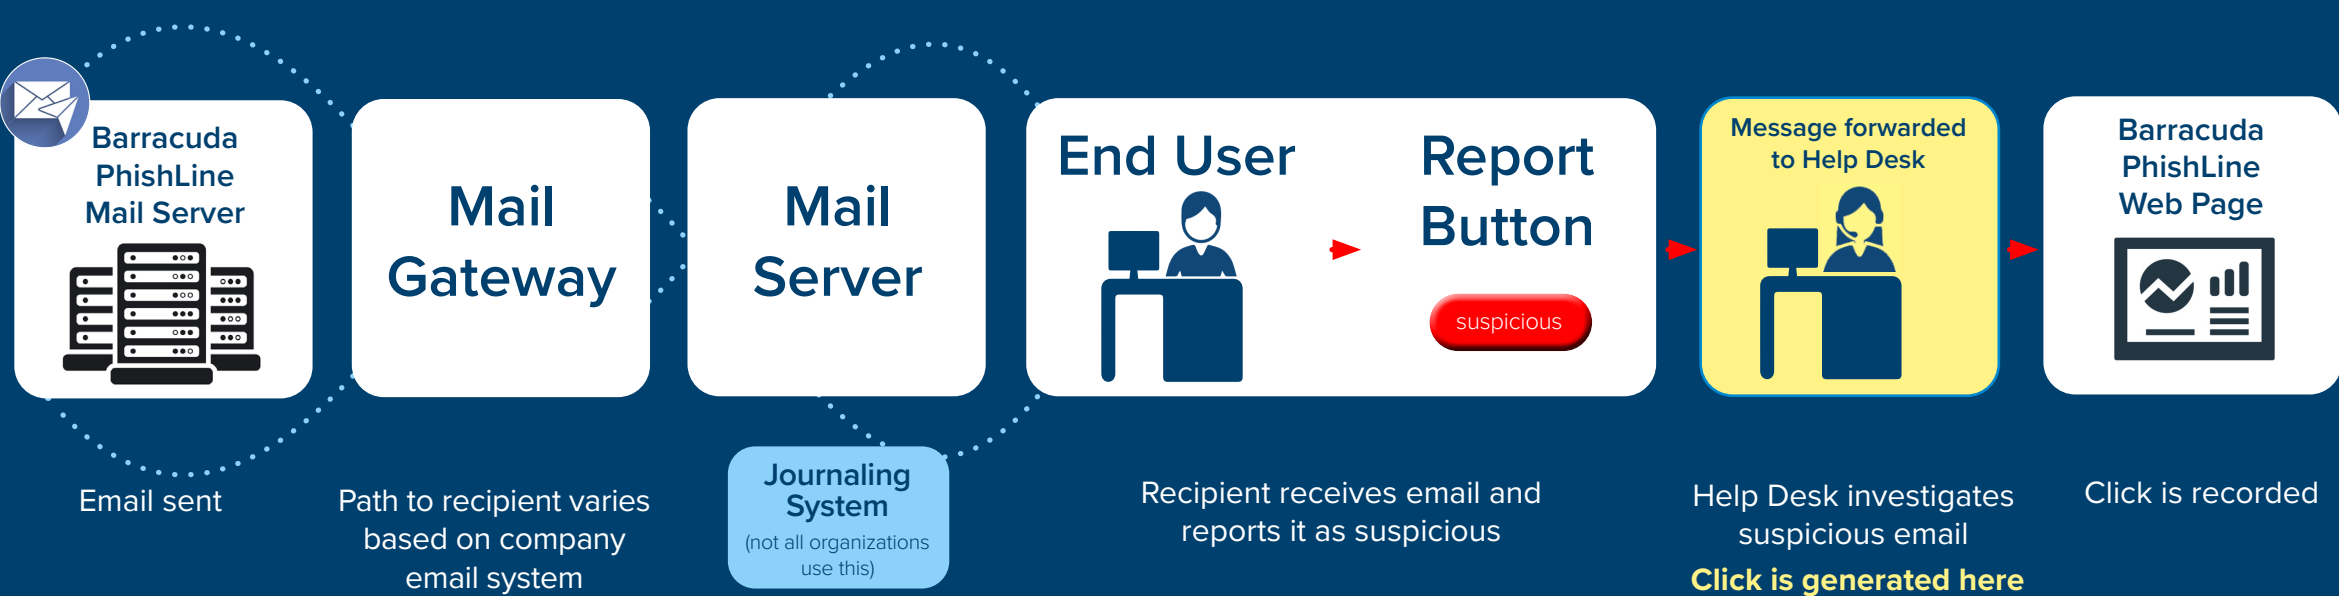 Barracuda
PhishLine
Mail Server
Email sent
Mail
Gateway
Path to recipient varies
based on company
email system
Mail
Server
Journaling
System
(not all organizations
use this)
End User
Report
Button
suspicious
Recipient receives email and
reports it as suspicious
Message forwarded
to Help Desk
Help Desk investigates
suspicious email
Click is generated here
Barracuda
PhishLine
Web Page
Click is recorded